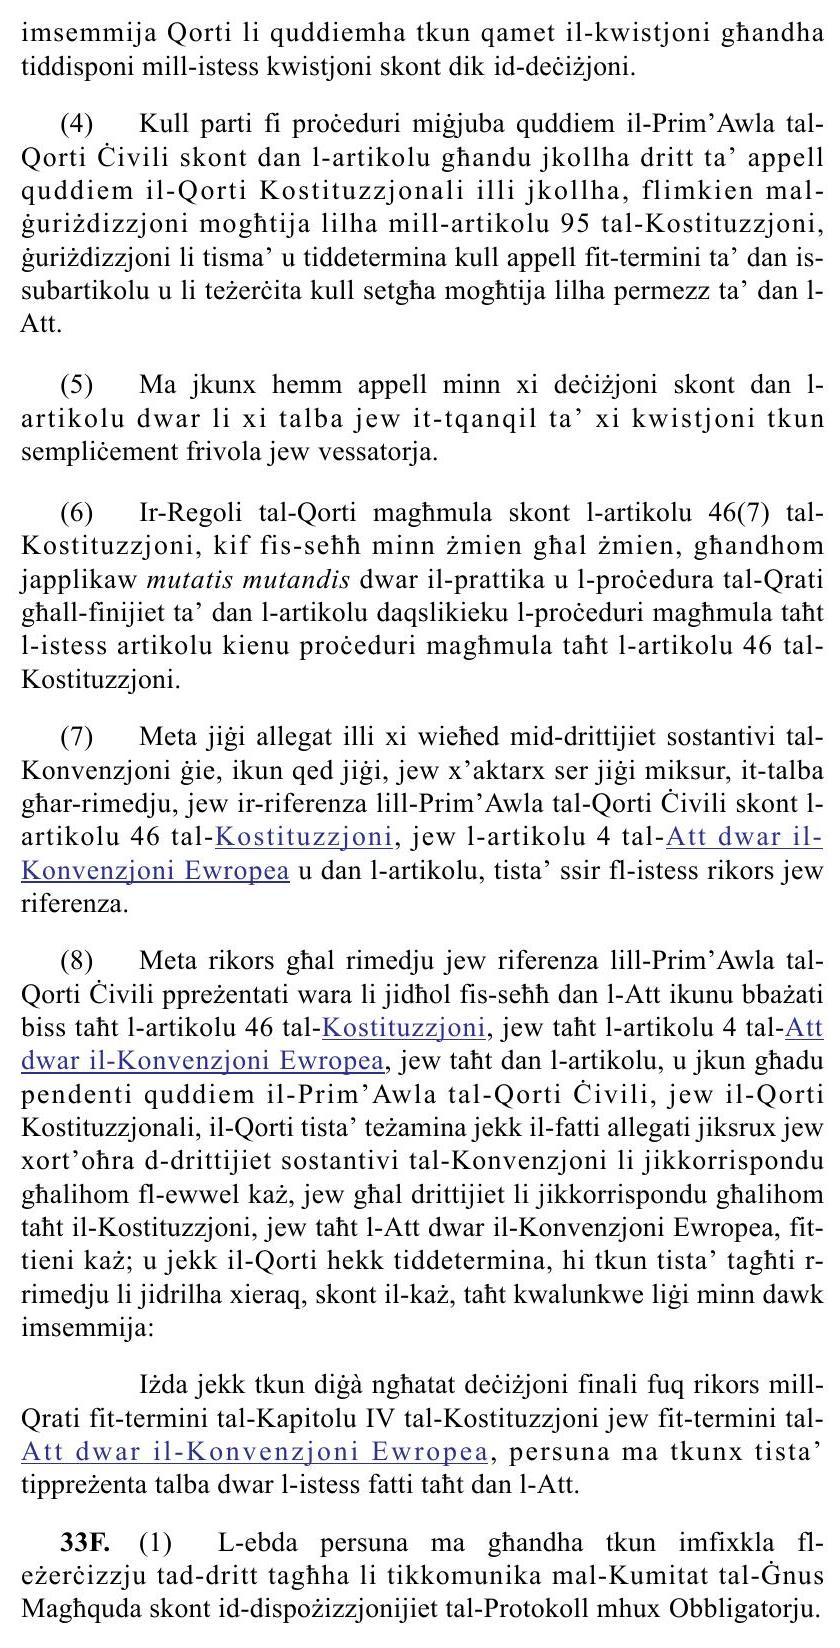 imsemmija Qorti li quddiemha tkun qamet il-kwistjoni għandha
tiddisponi mill-istess kwistjoni skont dik id-deċiżjoni.
(4) Kull parti fi proċeduri miġjuba quddiem il-Prim’Awla tal-
Qorti Ċivili skont dan l-artikolu għandu jkollha dritt ta’ appell
quddiem il-Qorti Kostituzzjonali illi jkollha, flimkien mal-
ġuriżdizzjoni mogħtija lilha mill-artikolu 95 tal-Kostituzzjoni,
ġuriżdizzjoni li tisma’ u tiddetermina kull appell fit-termini ta’ dan is-
subartikolu u li teżerċita kull setgħa mogħtija lilha permezz ta’ dan l-
Att.
(5) Ma jkunx hemm appell minn xi deċiżjoni skont dan l-
artikolu dwar li xi talba jew it-tqanqil ta’ xi kwistjoni tkun
sempliċement frivola jew vessatorja.
(6) Ir-Regoli tal-Qorti magħmula skont l-artikolu 46(7) tal-
Kostituzzjoni, kif fis-seħħ minn żmien għal żmien, għandhom
japplikaw mutatis mutandis dwar il-prattika u l-proċedura tal-Qrati
għall-finijiet ta’ dan l-artikolu daqslikieku l-proċeduri magħmula taħt
l-istess artikolu kienu proċeduri magħmula taħt l-artikolu 46 tal-
Kostituzzjoni.
(7) Meta jiġi allegat illi xi wieħed mid-drittijiet sostantivi tal-
Konvenzjoni ġie, ikun qed jiġi, jew x’aktarx ser jiġi miksur, it-talba
għar-rimedju, jew ir-riferenza lill-Prim’Awla tal-Qorti Ċivili skont l-
artikolu 46 tal-Kostituzzjoni, jew l-artikolu 4 tal-Att dwar il-
Konvenzjoni Ewropea u dan l-artikolu, tista’ ssir fl-istess rikors jew
riferenza.
(8) Meta rikors għal rimedju jew riferenza lill-Prim’Awla tal-
Qorti Ċivili ppreżentati wara li jidħol fis-seħħ dan l-Att ikunu bbażati
biss taħt l-artikolu 46 tal-Kostituzzjoni, jew taħt l-artikolu 4 tal-Att
dwar il-Konvenzjoni Ewropea, jew taħt dan l-artikolu, u jkun għadu
pendenti quddiem il-Prim’Awla tal-Qorti Ċivili, jew il-Qorti
Kostituzzjonali, il-Qorti tista’ teżamina jekk il-fatti allegati jiksrux jew
xort’oħra d-drittijiet sostantivi tal-Konvenzjoni li jikkorrispondu
għalihom fl-ewwel każ, jew għal drittijiet li jikkorrispondu għalihom
taħt il-Kostituzzjoni, jew taħt l-Att dwar il-Konvenzjoni Ewropea, fit-
tieni każ; u jekk il-Qorti hekk tiddetermina, hi tkun tista’ tagħti r-
rimedju li jidrilha xieraq, skont il-każ, taħt kwalunkwe liġi minn dawk
imsemmija:
Iżda jekk tkun diġà ngħatat deċiżjoni finali fuq rikors mill-
Qrati fit-termini tal-Kapitolu IV tal-Kostituzzjoni jew fit-termini tal-
Att dwar il-Konvenzjoni Ewropea, persuna ma tkunx tista’
tippreżenta talba dwar l-istess fatti taħt dan l-Att.
33F. (1) L-ebda persuna ma għandha tkun imfixkla fl-
eżerċizzju tad-dritt tagħha li tikkomunika mal-Kumitat tal-Ġnus
Magħquda skont id-dispożizzjonijiet tal-Protokoll mhux Obbligatorju.